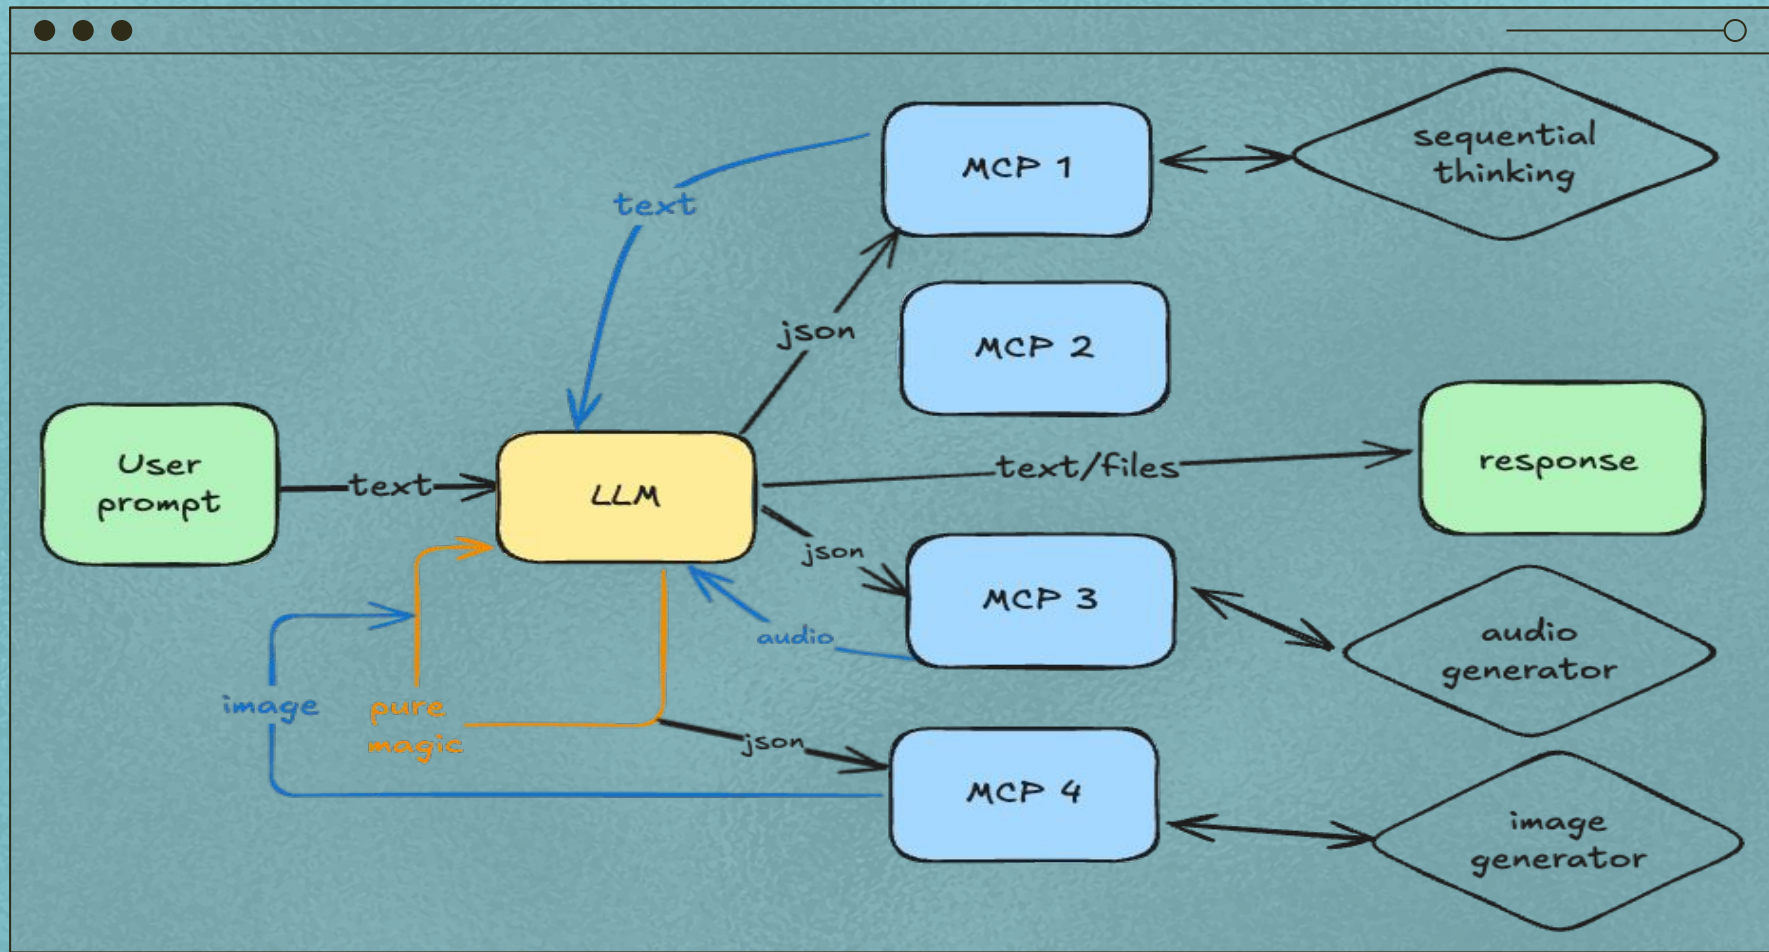 sequential
thinking
MCP 1
text
json
MCP 2
User
prompt
text
LLM
text/files
response
json
MCP 3
audio
audio
generator
image
pure
magic
json
MCP 4
image
generator